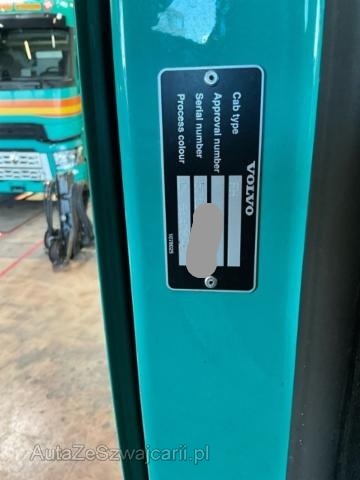 VOLVO
Cab type
Approval number
Serial number
Process colour
AutaZeSzwajcarii.pl